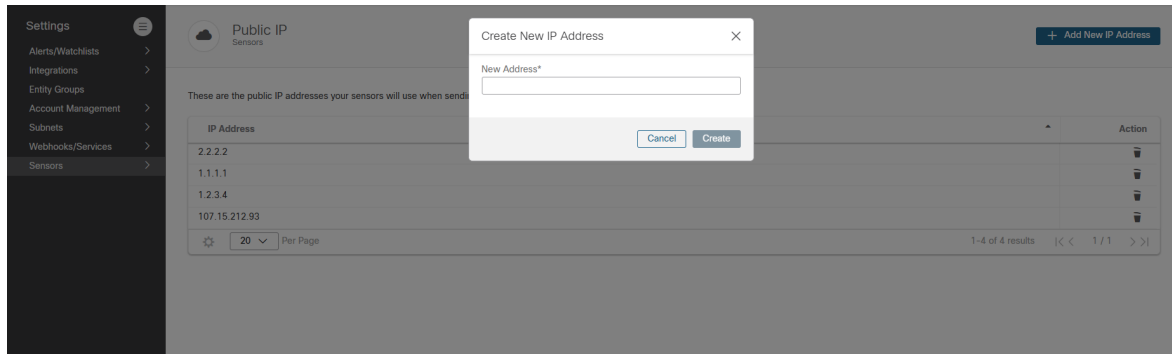 Settings
Alerts/Watchlists
Integrations
Entity Groups
Account Management
Subnets
Webhooks/Services
Sensors
Public IP
Sensors
+ Add New IP Address
These are the public IP addresses your sensors will use when sendi
Create New IP Address
New Address*
Cancel
Create
IP Address
Action
2.2.2.2
1.1.1.1
1.2.3.4
107.15.212.93
20
Per Page
1-4 of 4 results
1 / 1